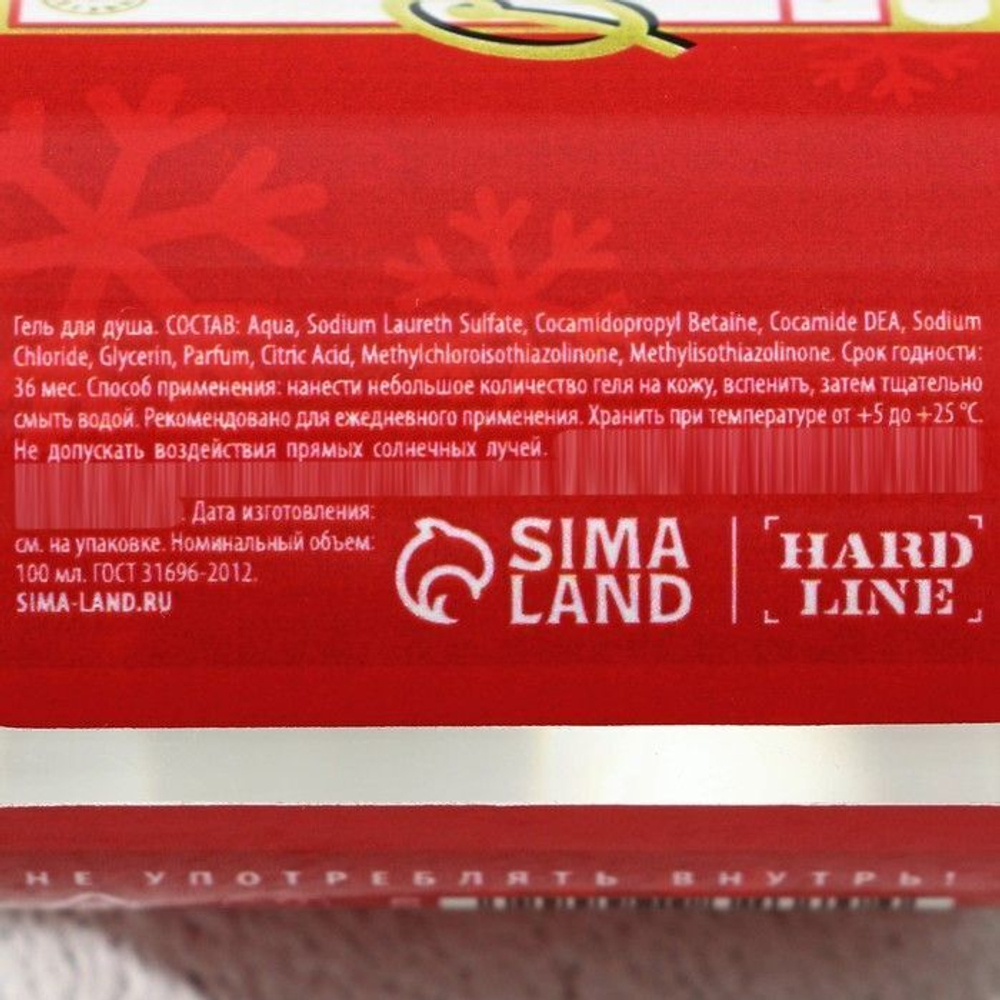 Гель для душа. СОСТАВ: Aqua, Sodium Laureth Sulfate, Cocamidopropyl Betaine, Cocamide DEA, Sodium
Chloride, Glycerin, Parfum, Citric Acid, Methylchloroisothiazolinone, Methylisothiazolinone. Срок годности:
36 мес. Способ применения: нанести небольшое количество геля на кожу, вспенить, затем тщательно
смыть водой. Рекомендовано для ежедневного применения. Хранить при температуре от +5 до +25 °С.
Не допускать воздействия прямых солнечных лучей.
. Дата изготовления:
см. на упаковке. Номинальный объем:
100 мл. ГОСТ 31696-2012.
SIMA-LAND.RU
SIMA
LAND
HARD
LINE
НЕ УПОТРЕБЛЯТЬ ВНУТРЬ!